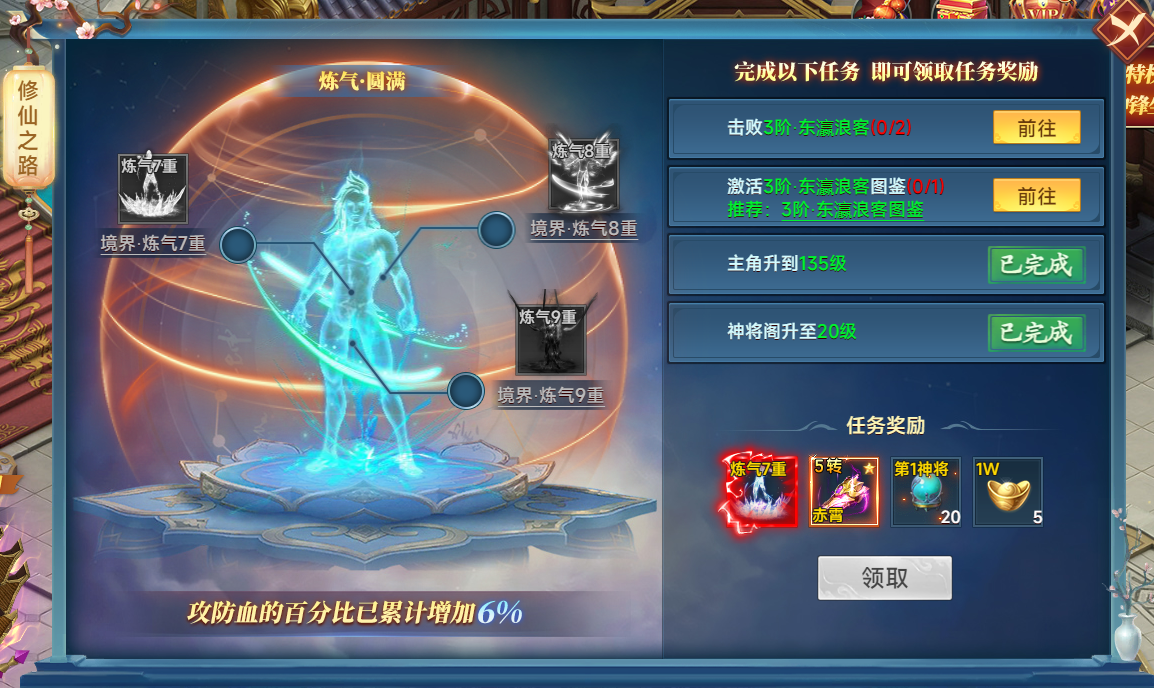 VIP
修仙之路
炼气·圆满
炼气7重
境界·炼气7重
炼气8重
境界·炼气8重
炼气9重
境界·炼气9重
攻防血的百分比已累计增加6%
完成以下任务 即可领取任务奖励
击败3阶·东瀛浪客(0/2)
前往
激活3阶·东瀛浪客图鉴(0/1)
推荐：3阶·东瀛浪客图鉴
前往
主角升到135级
已完成
神将阁升至20级
已完成
任务奖励
炼气7重
5转
赤霄
第1神将
20
1W
5
领取